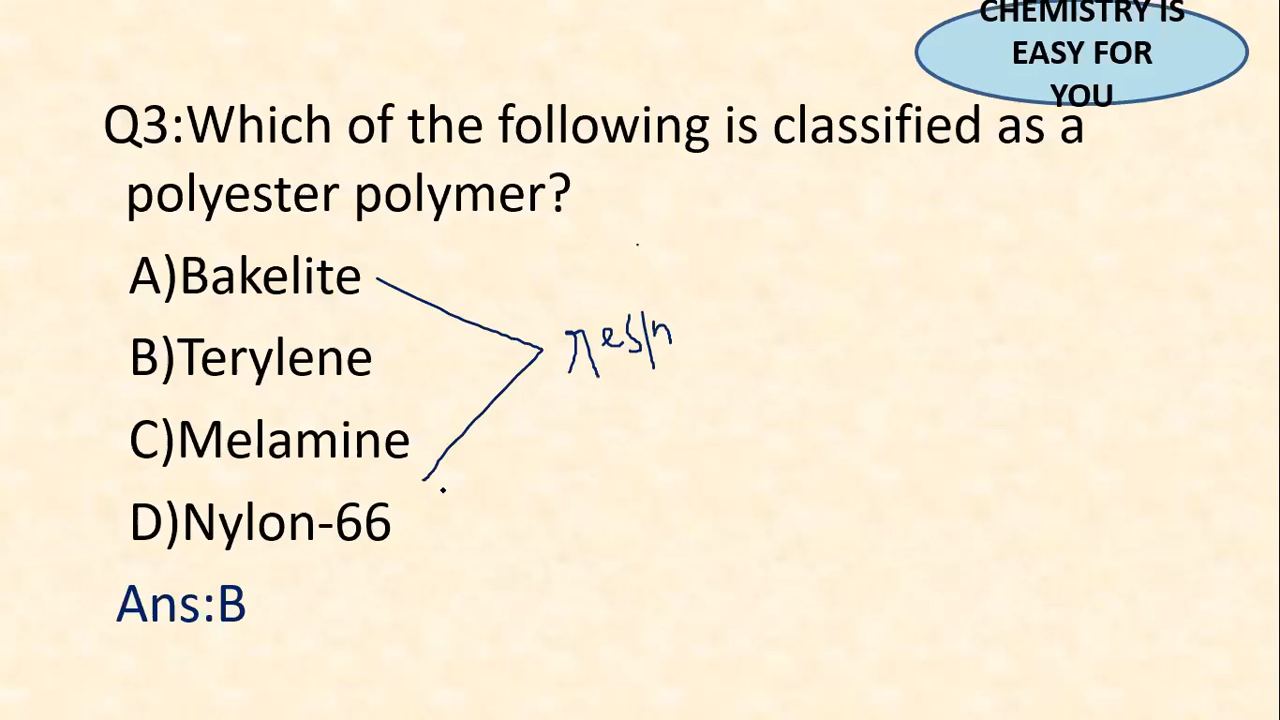 CHEMISTRY IS
EASY FOR
YOU
Q3:Which of the following is classified as a
polyester polymer?
A)Bakelite
B)Terylene
C)Melamine
D)Nylon-66
resin
Ans:B